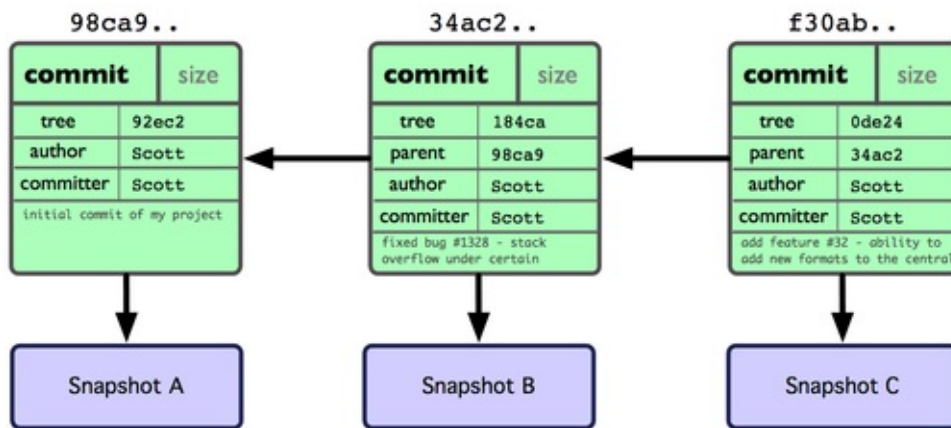 98ca9..
commit size
tree 92ec2
author Scott
committer Scott
initial commit of my project
Snapshot A
34ac2..
commit size
tree 184ca
parent 98ca9
author Scott
committer Scott
fixed bug #1328 - stack
overflow under certain
Snapshot B
f30ab..
commit size
tree 0de24
parent 34ac2
author Scott
committer Scott
add feature #32 - ability to
add new formats to the central
Snapshot C